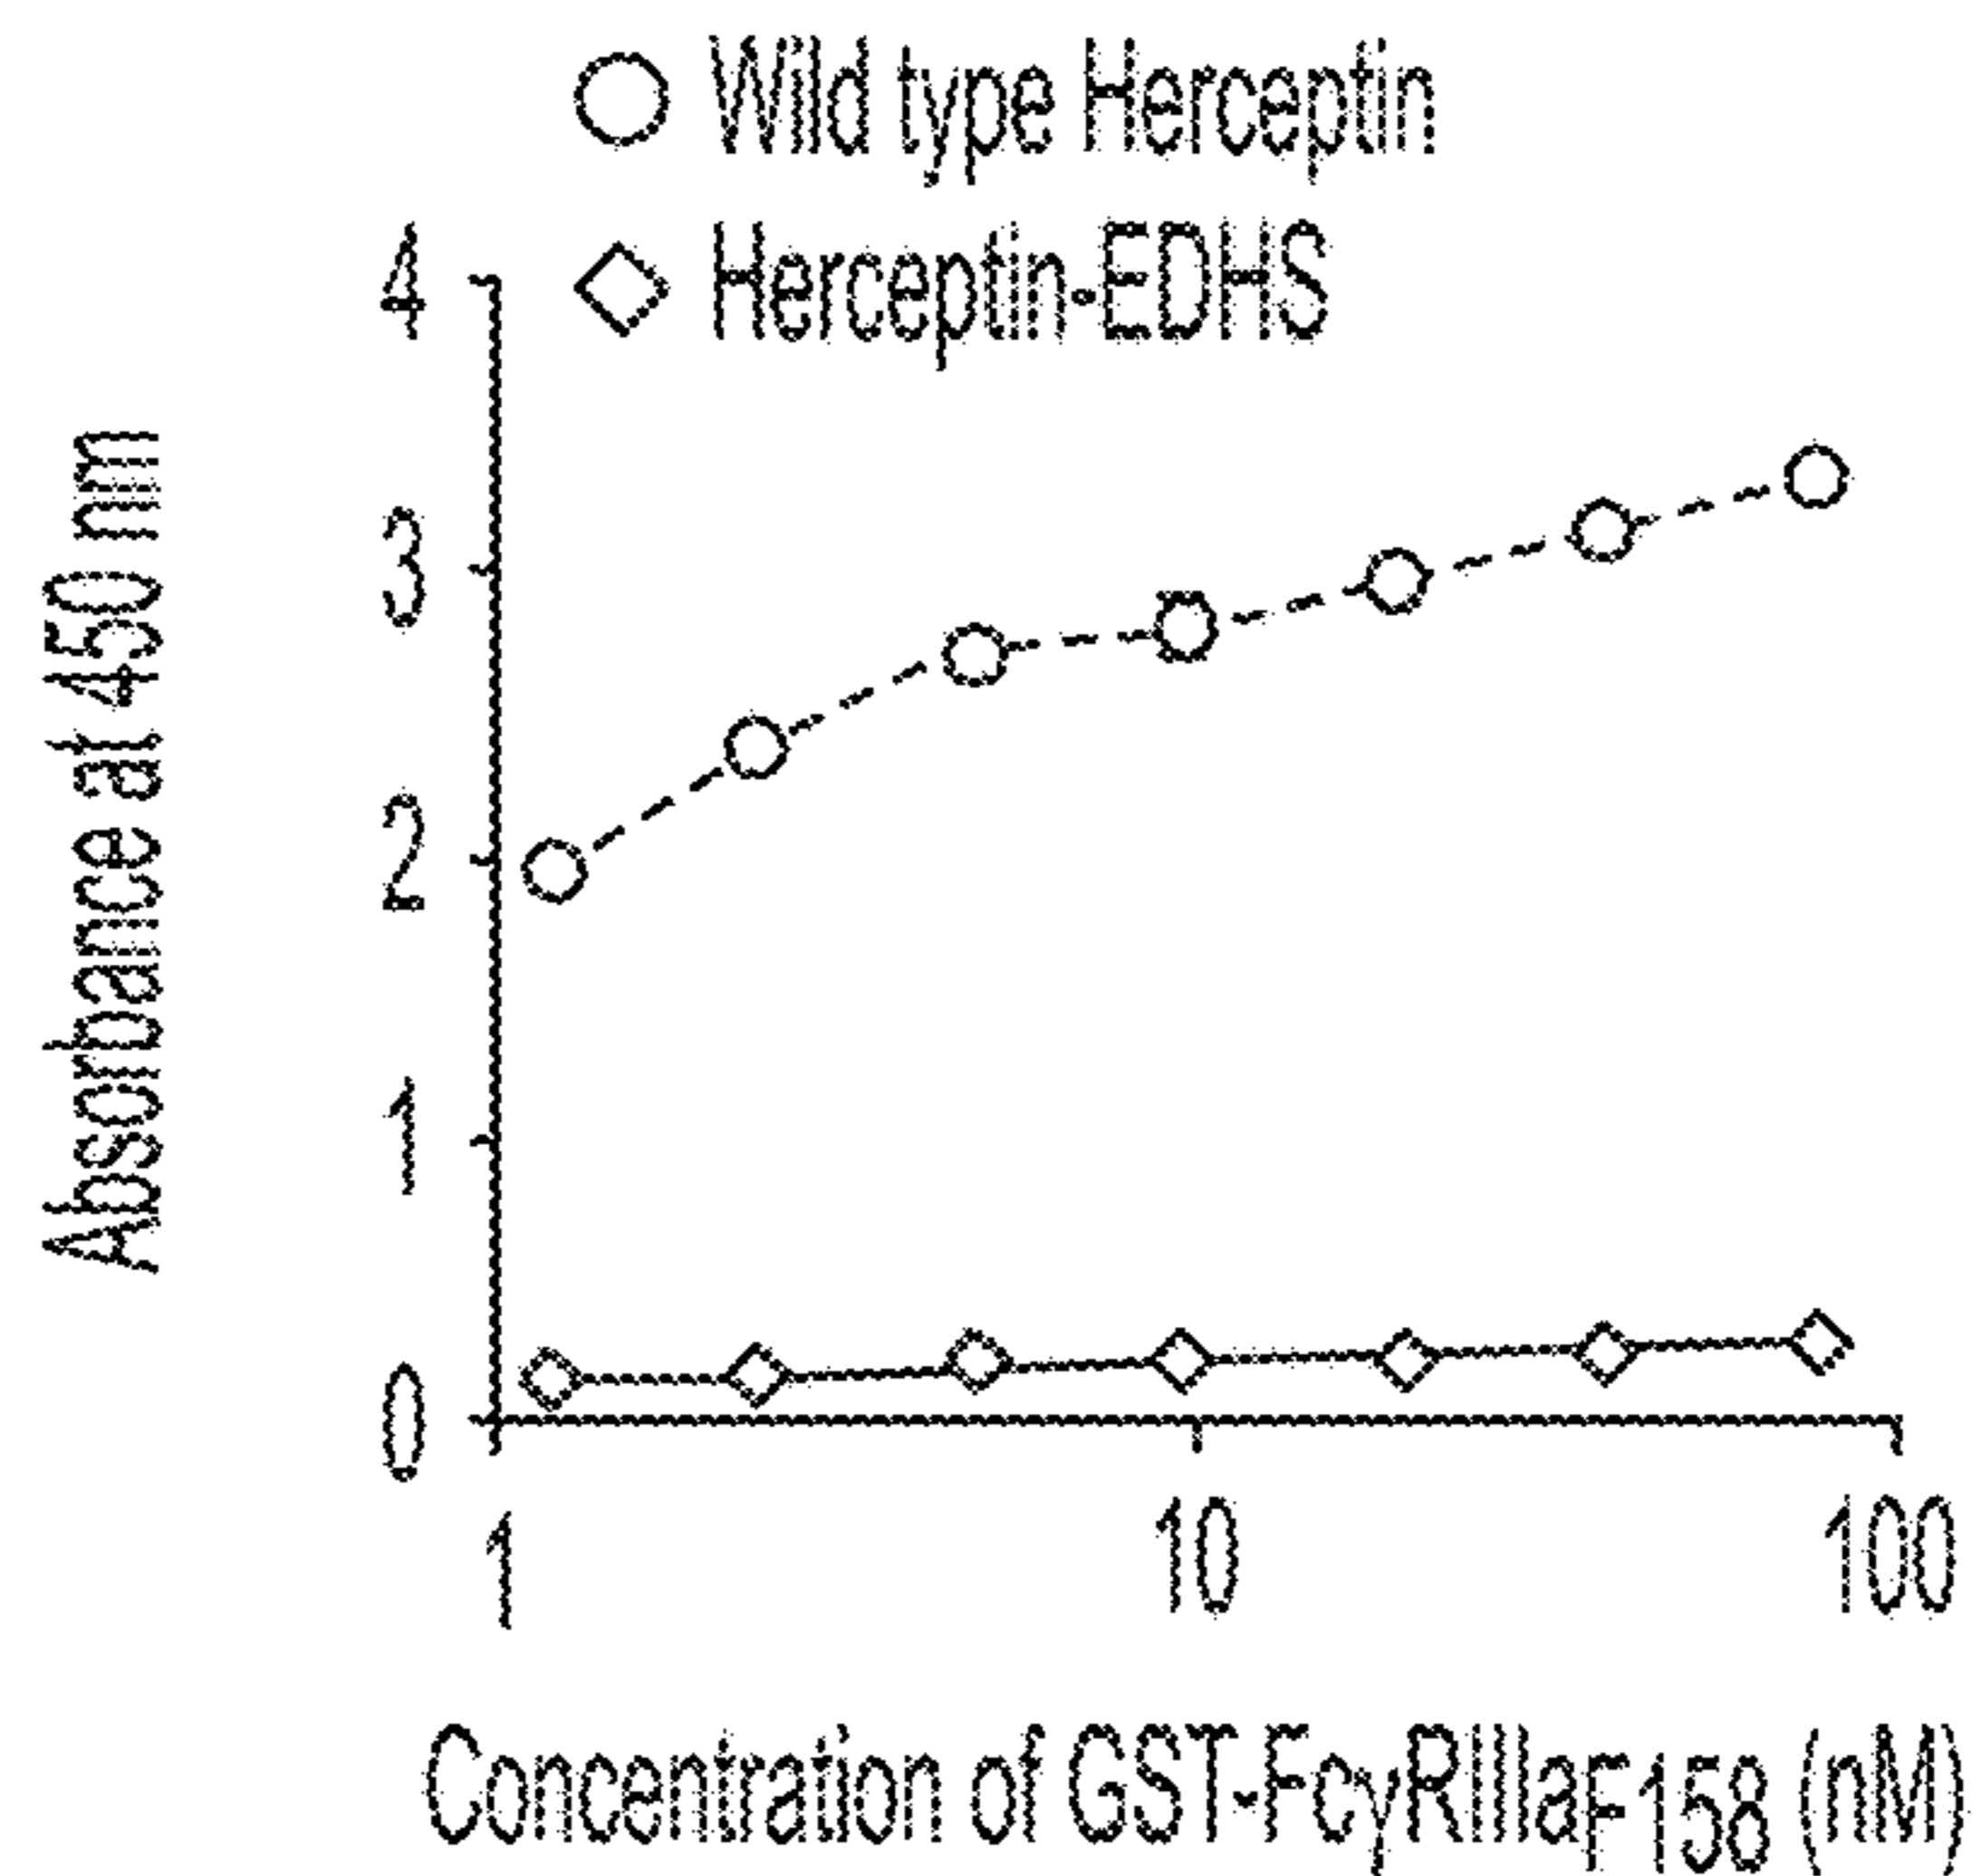 Wild type Herceptin
Herceptin-EDHS
Absorbance at 450 nm
4
3
2
1
0
1 10 100
Concentration of GST-FcγRIIIaF158 (nM)